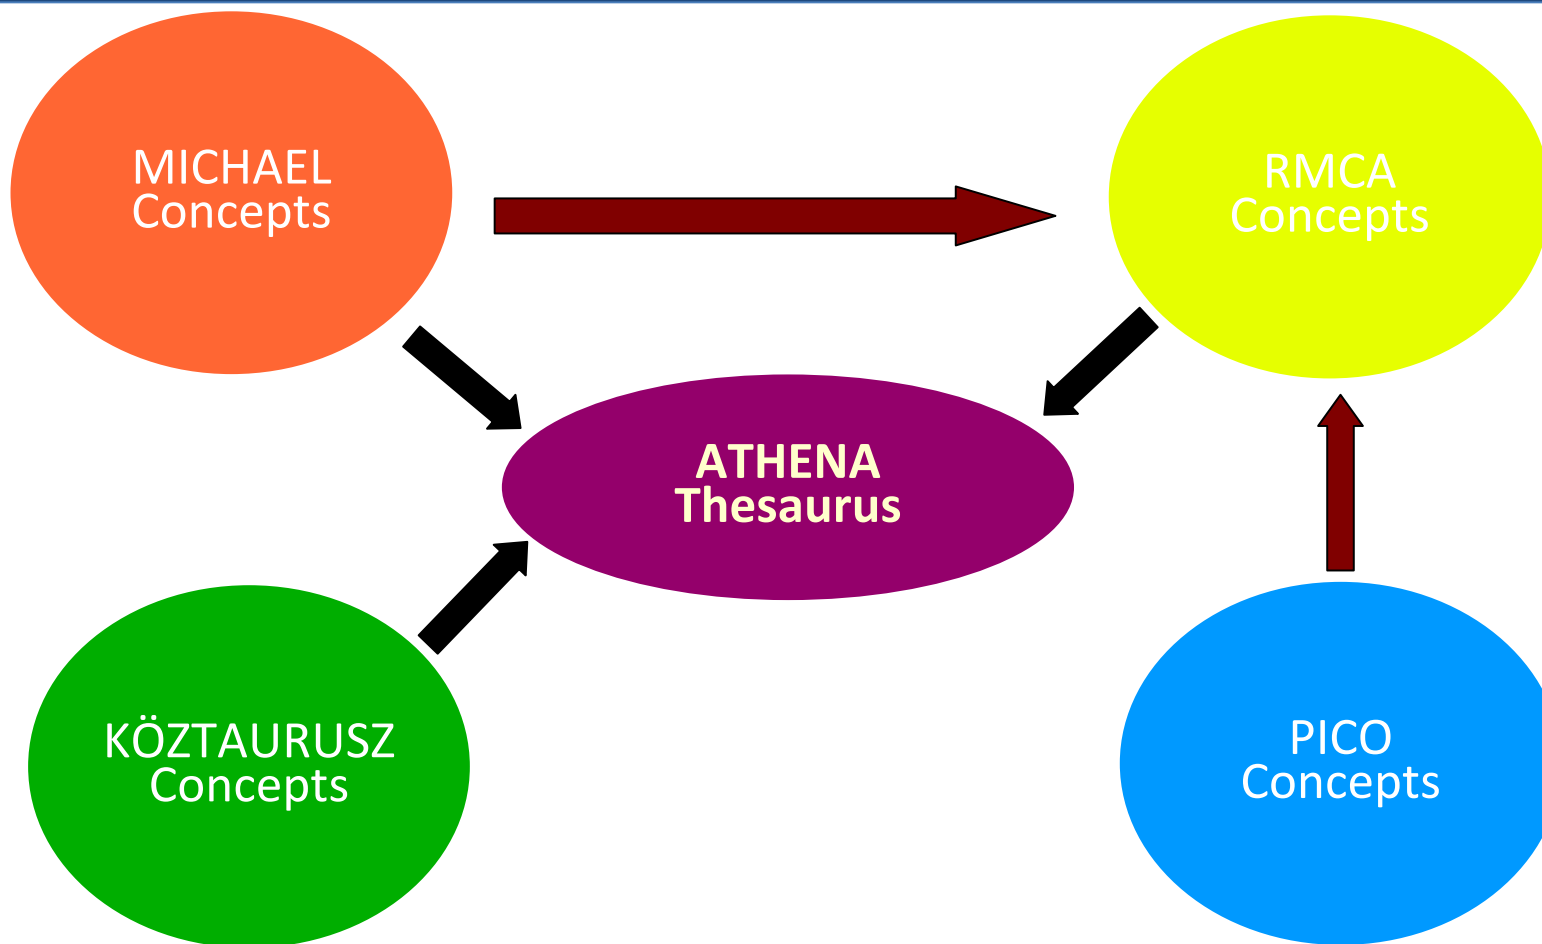 MICHAEL
Concepts
RMCA
Concepts
ATHENA
Thesaurus
KÖZTAURUSZ
Concepts
PICO
Concepts